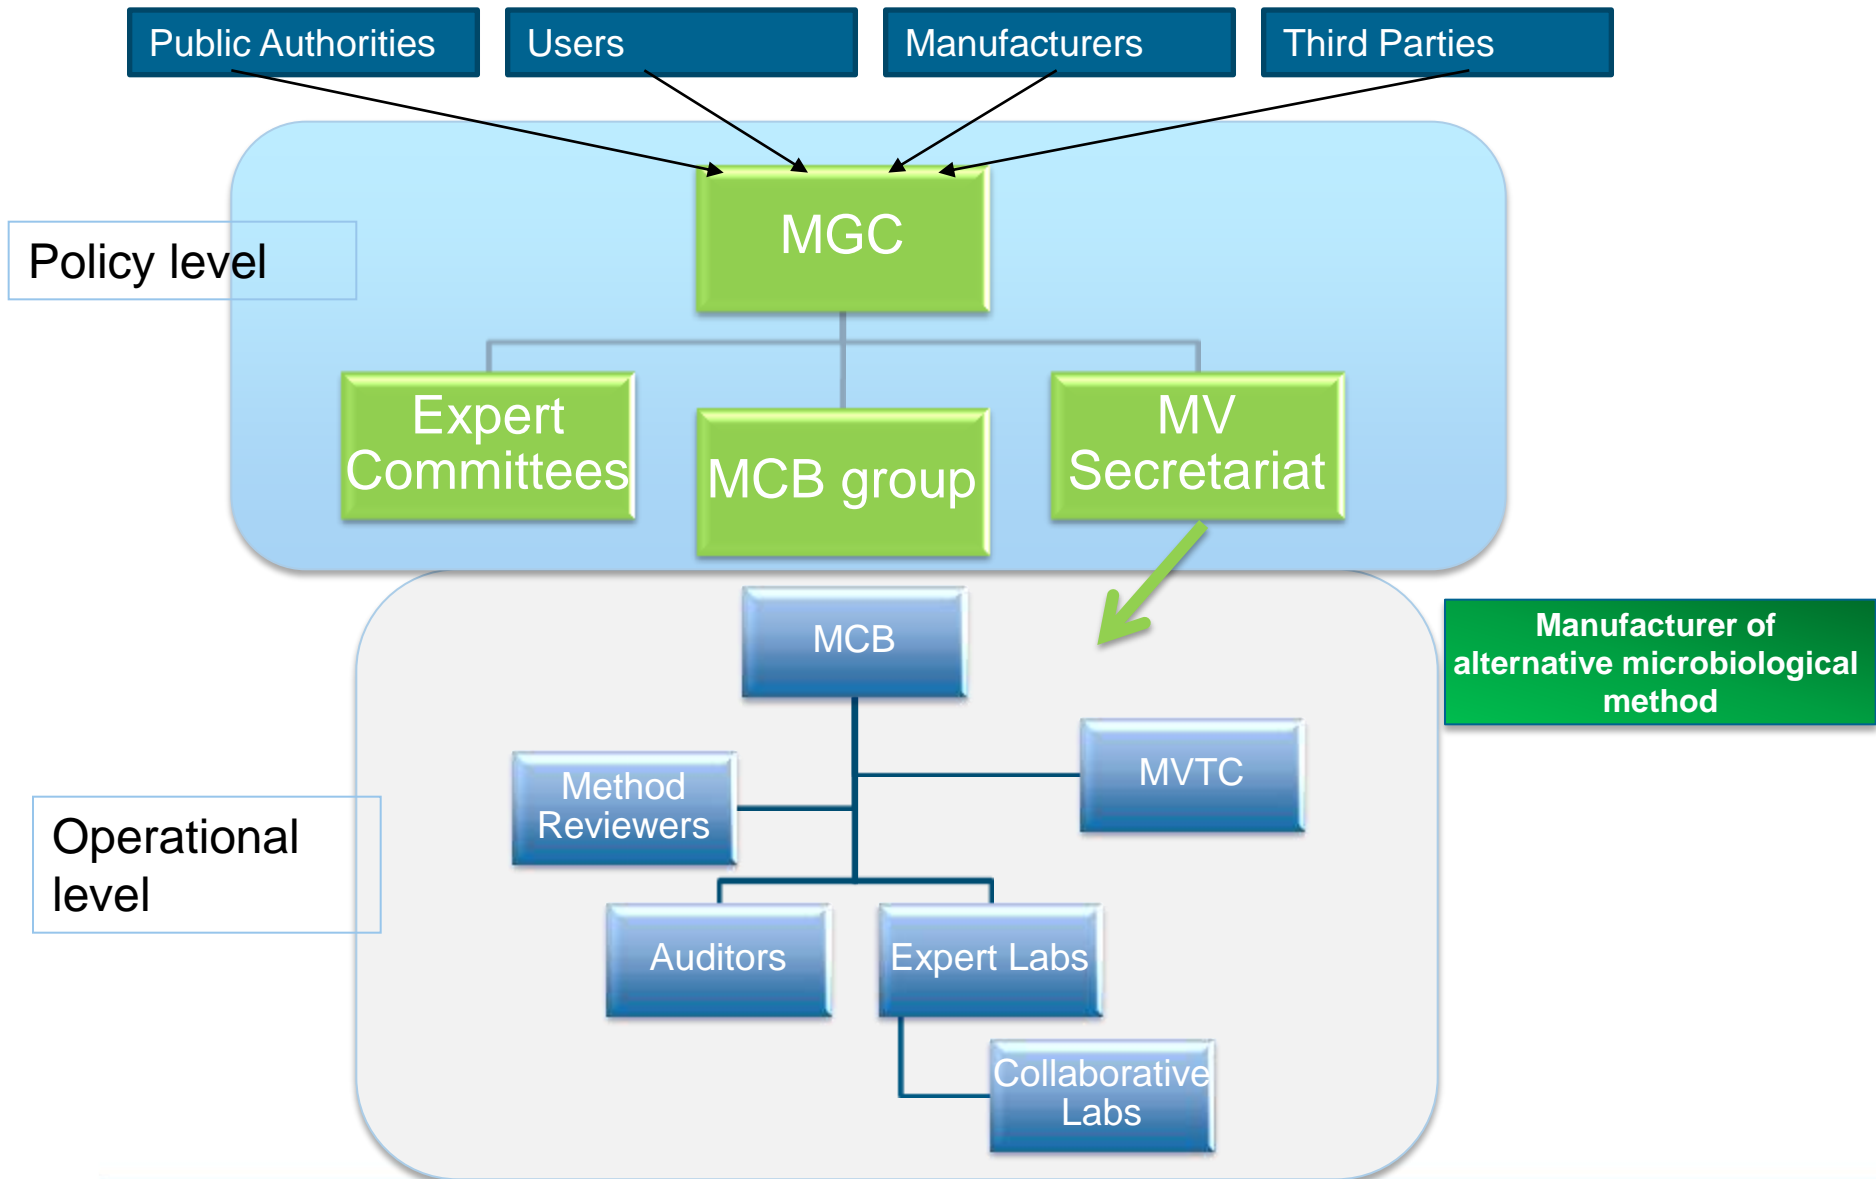 Public Authorities
Users
Manufacturers
Third Parties
MGC
Policy level
Expert
Committees
MCB group
MV
Secretariat
MCB
Manufacturer of
alternative microbiological
method
Method
Reviewers
MVTC
Operational
level
Auditors
Expert Labs
Collaborative
Labs